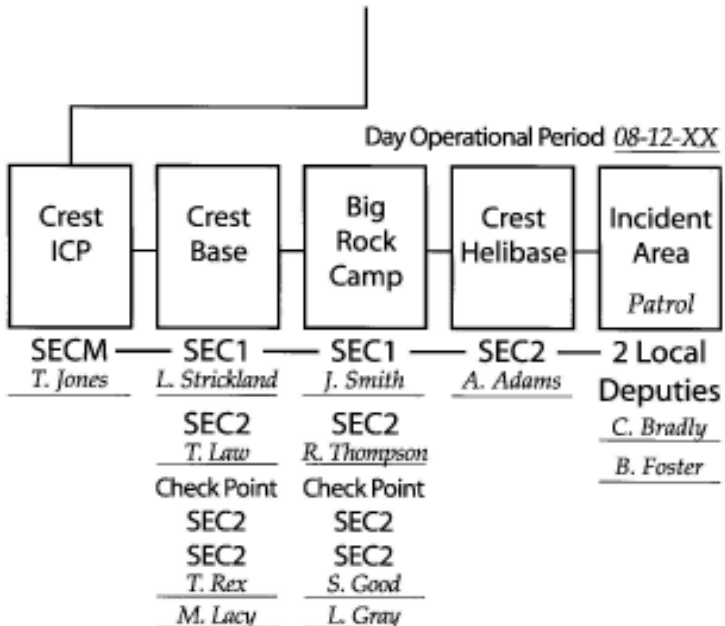 Day Operational Period 08-12-XX
Crest
ICP
Crest
Base
Big
Rock
Camp
Crest
Helibase
Incident
Area
Patrol
SECM
T. Jones
SEC1
L. Strickland
SEC2
T. Law
Check Point
SEC2
SEC2
T. Rex
M. Lacy
SEC1
J. Smith
SEC2
R. Thompson
Check Point
SEC2
SEC2
S. Good
L. Gray
SEC2
A. Adams
2 Local
Deputies
C. Bradly
B. Foster